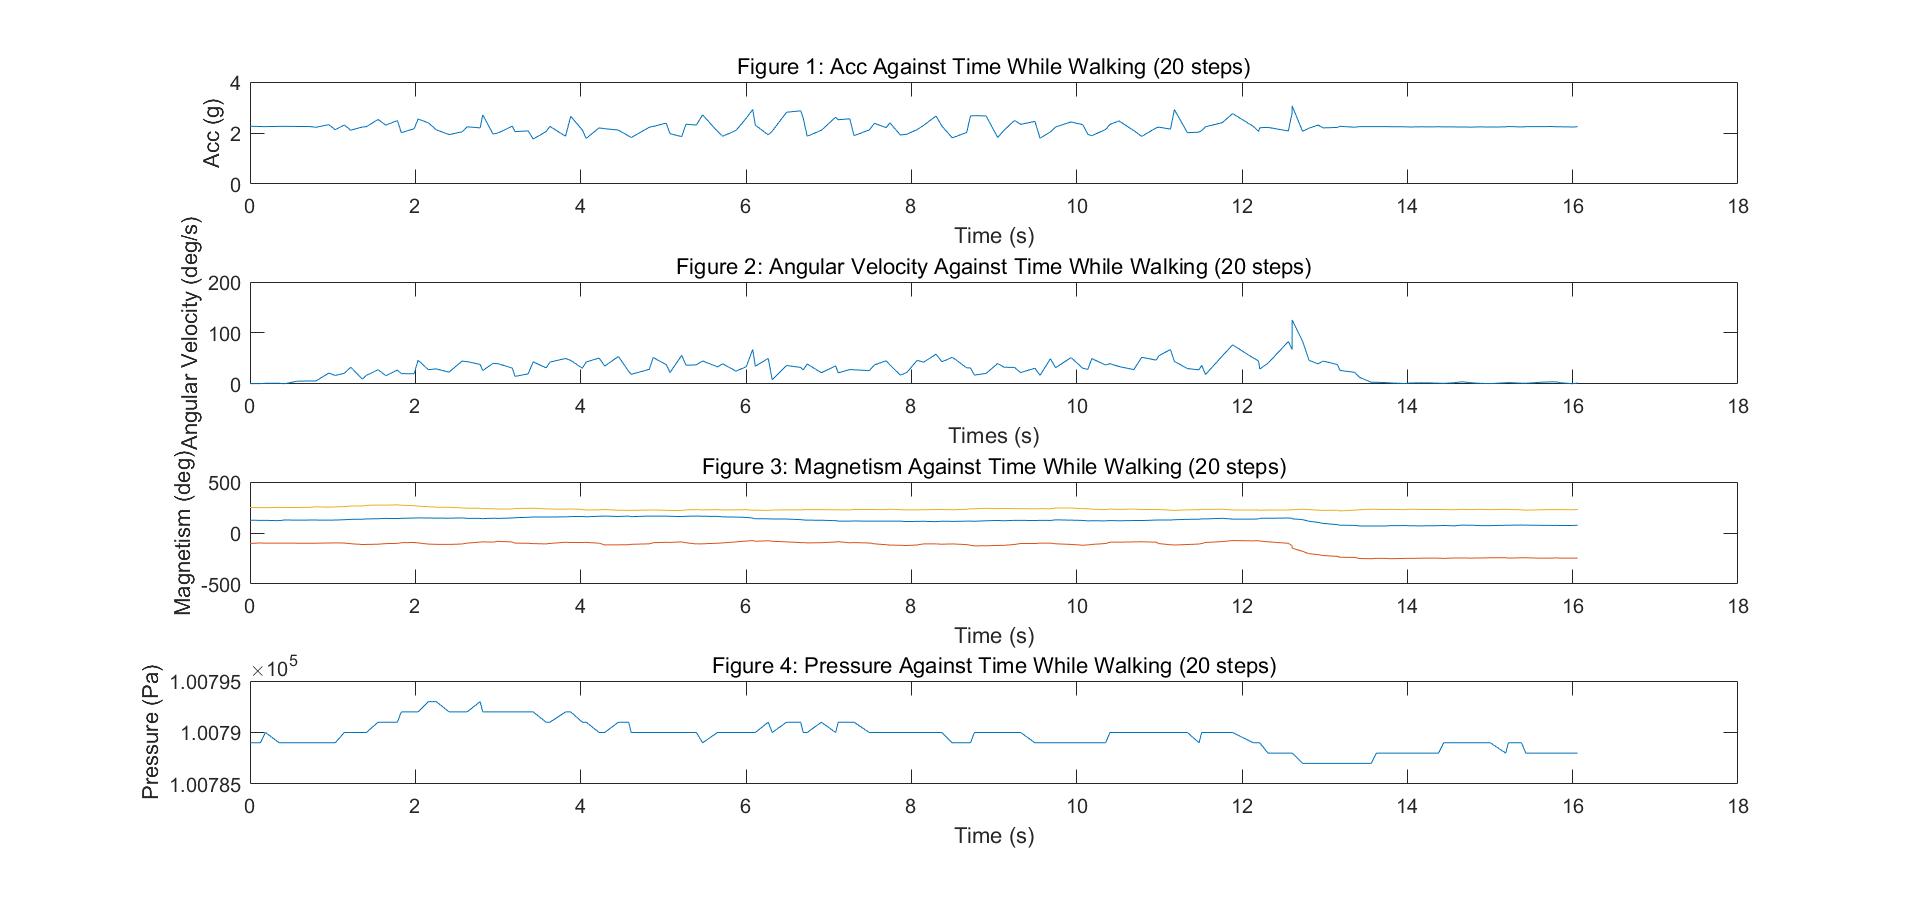 Figure 1: Acc Against Time While Walking (20 steps)
Acc (g)
4
2
0
0 2 4 6 8 10 12 14 16 18
Time (s)
Figure 2: Angular Velocity Against Time While Walking (20 steps)
Angular Velocity (deg/s)
200
100
0
0 2 4 6 8 10 12 14 16 18
Times (s)
Figure 3: Magnetism Against Time While Walking (20 steps)
Magnetism (deg)
500
0
-500
0 2 4 6 8 10 12 14 16 18
Time (s)
Figure 4: Pressure Against Time While Walking (20 steps)
Pressure (Pa)
×10⁵
1.00795
1.0079
1.00785
0 2 4 6 8 10 12 14 16 18
Time (s)